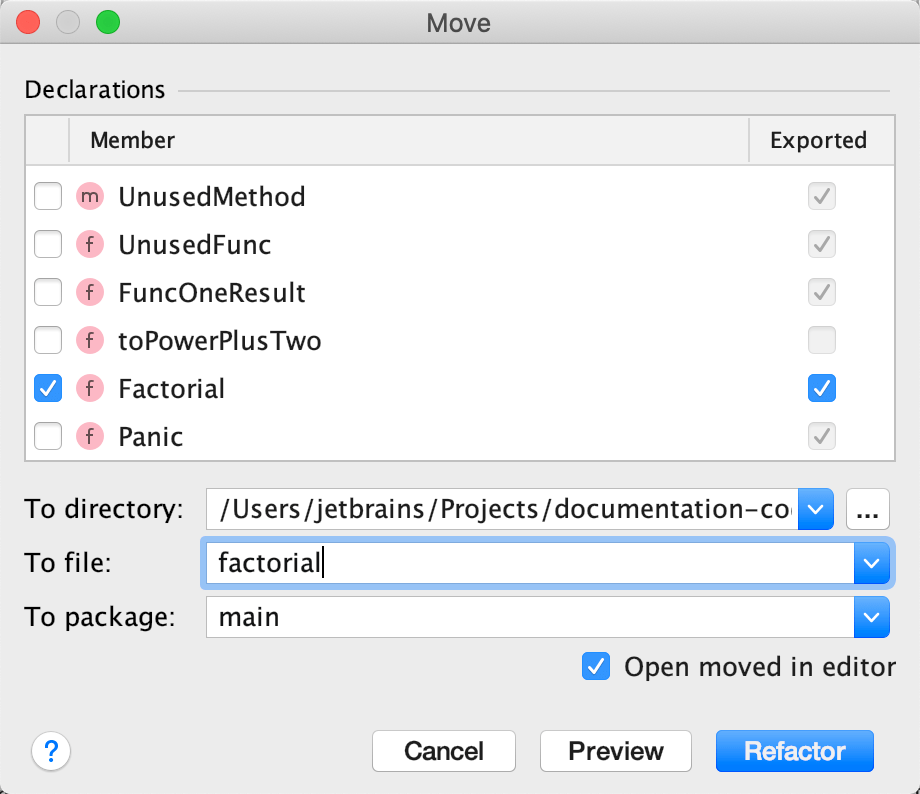 Move
Declarations
Member Exported
m UnusedMethod
f UnusedFunc
f FuncOneResult
f toPowerPlusTwo
f Factorial
f Panic
To directory: /Users/jetbrains/Projects/documentation-co ...
To file: factorial
To package: main
Open moved in editor
? Cancel Preview Refactor